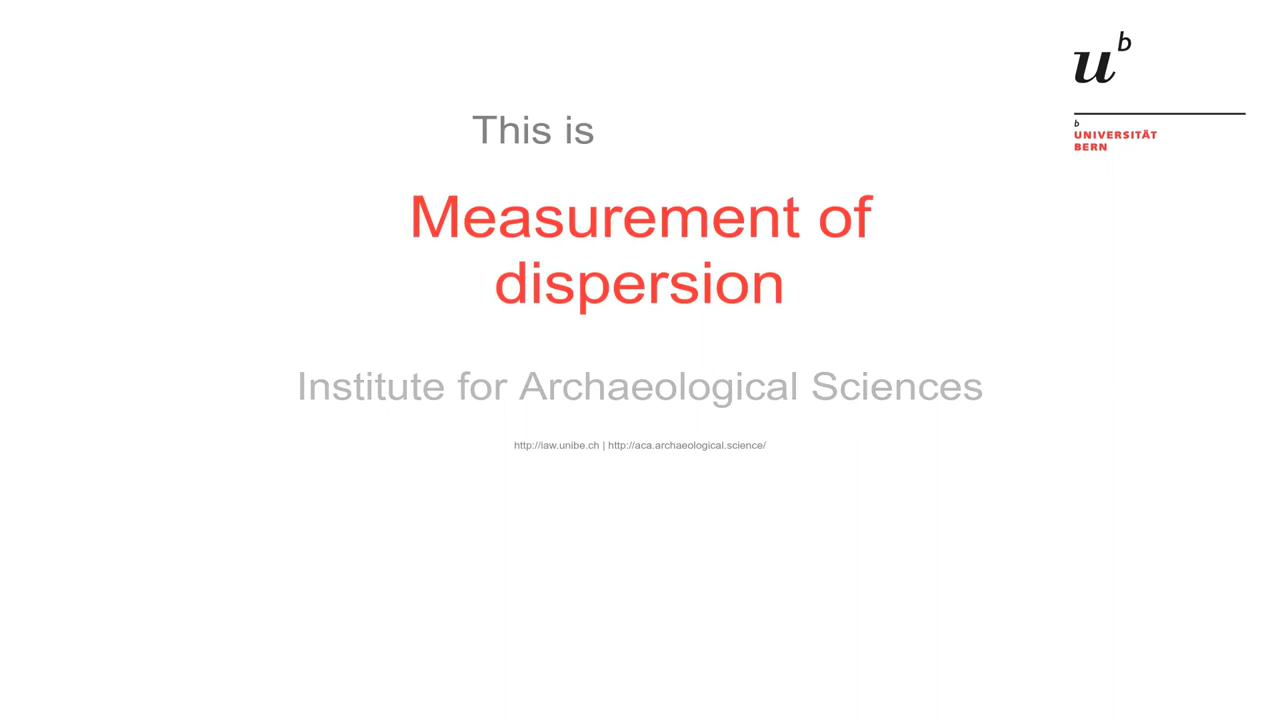 u^b
b
UNIVERSITÄT
BERN
This is
Measurement of
dispersion
Institute for Archaeological Sciences
http://iaw.unibe.ch | http://aca.archaeological.science/